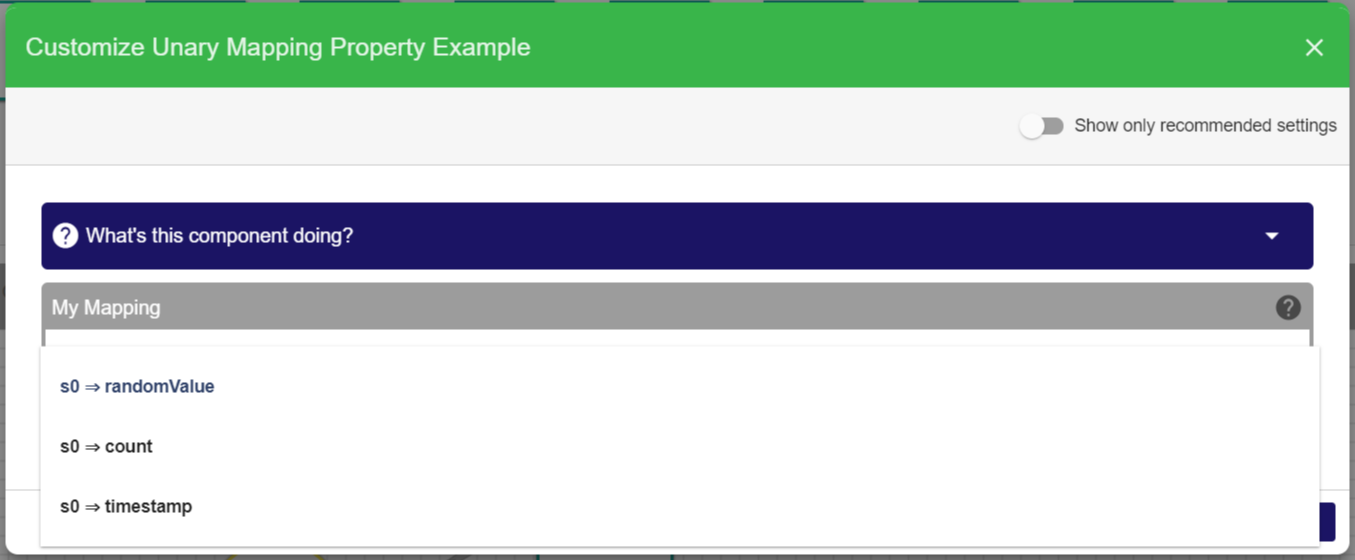 Customize Unary Mapping Property Example
Show only recommended settings
What's this component doing?
My Mapping
s0 ⇒ randomValue
s0 ⇒ count
s0 ⇒ timestamp